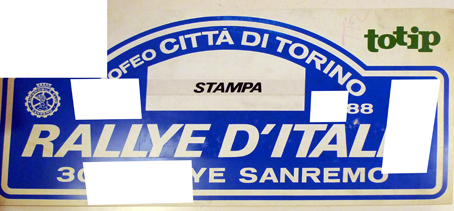 totip
OFEO CITTÀ DI TORINO
STAMPA
88
RALLYE D'ITALI
30 YE SANREMO